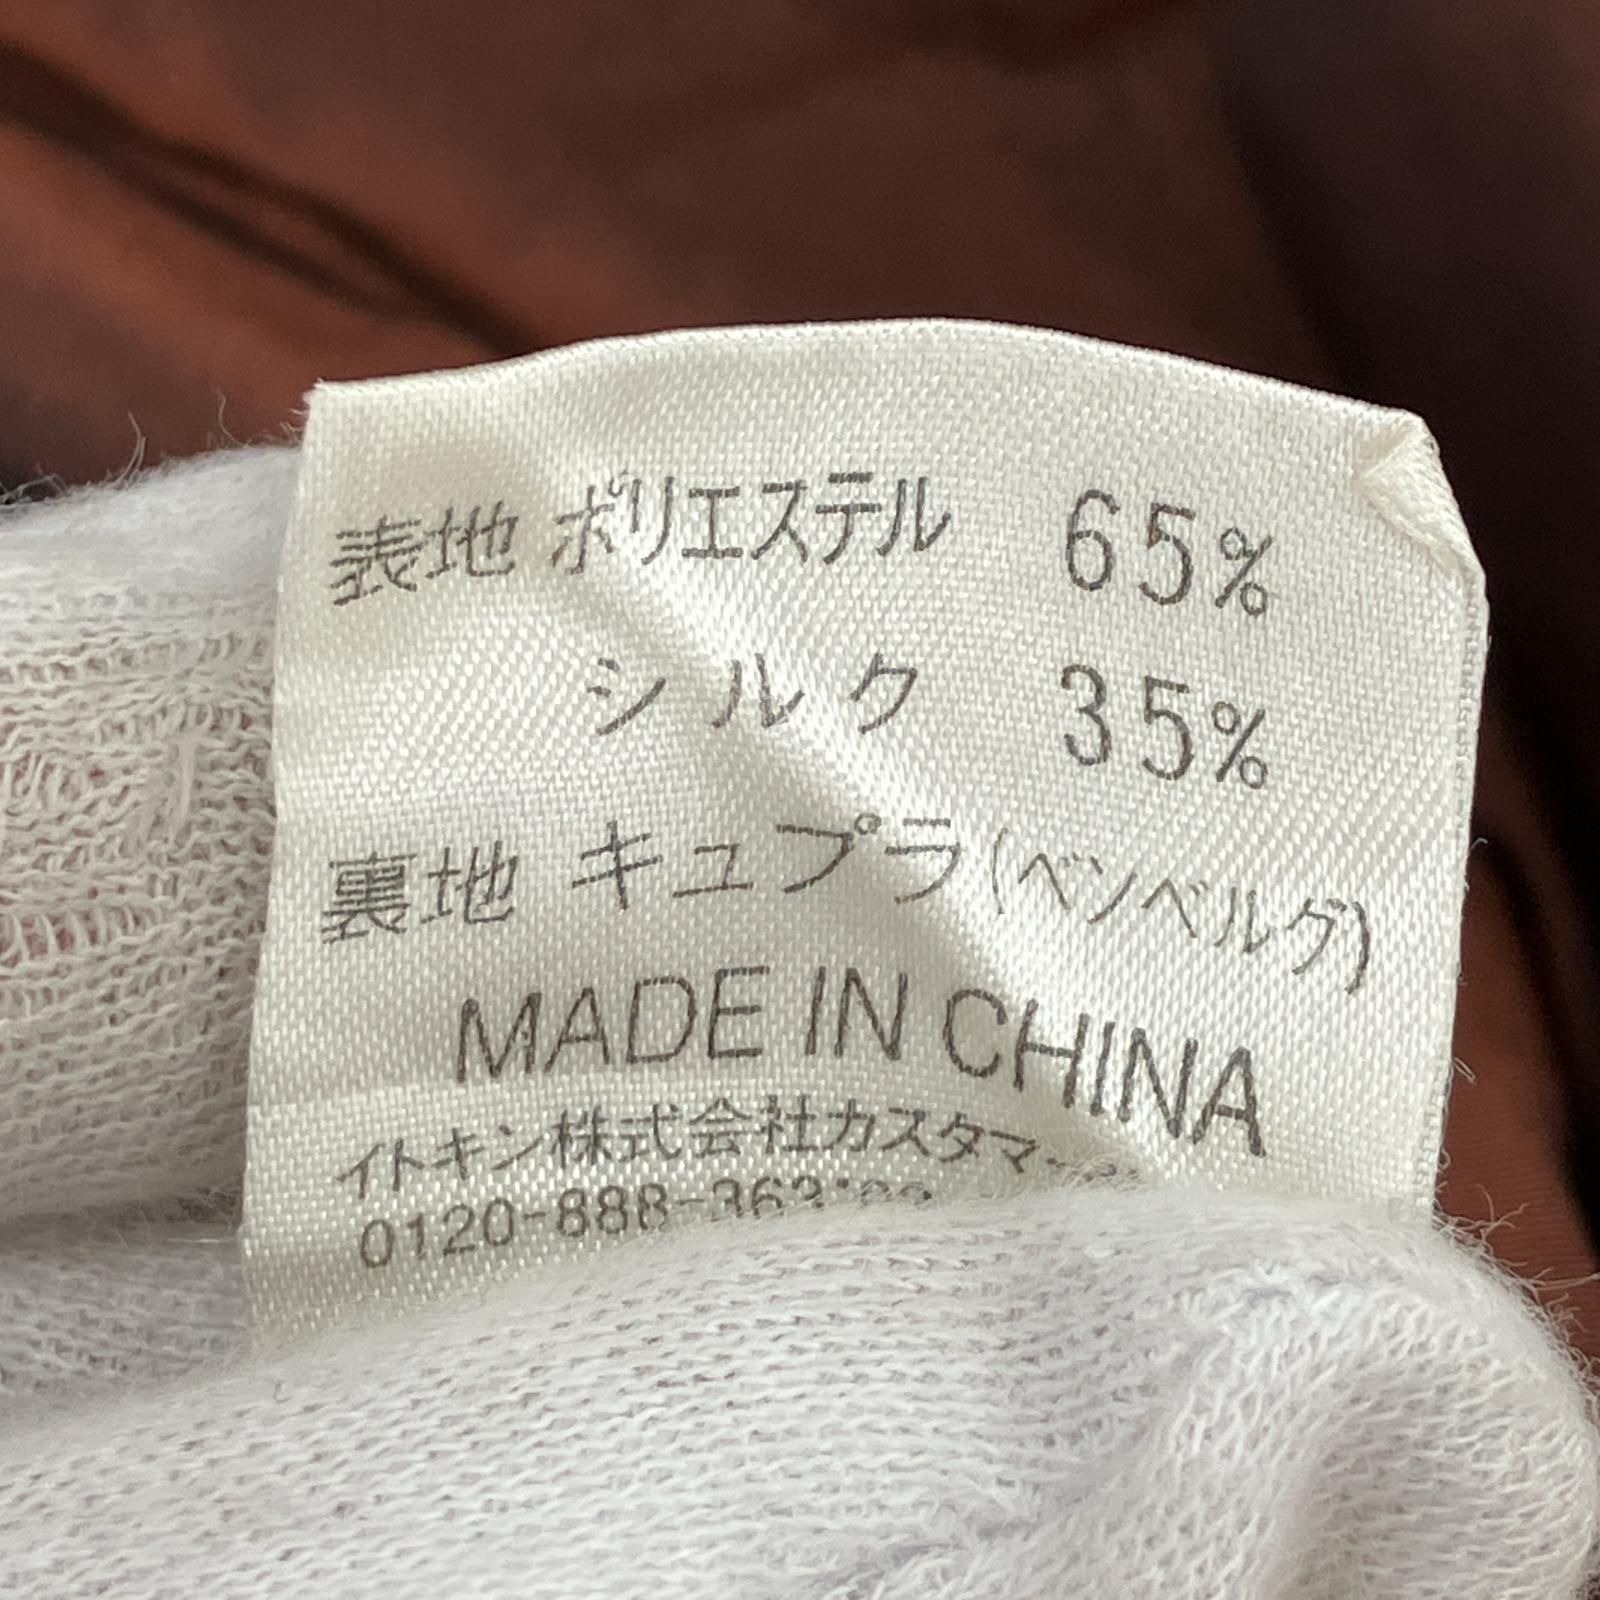 表地 ポリエステル 65%
シルク 35%
裏地 キュプラ(ベンベルグ)
MADE IN CHINA
イトキン株式会社カスタマー
0120-888-363